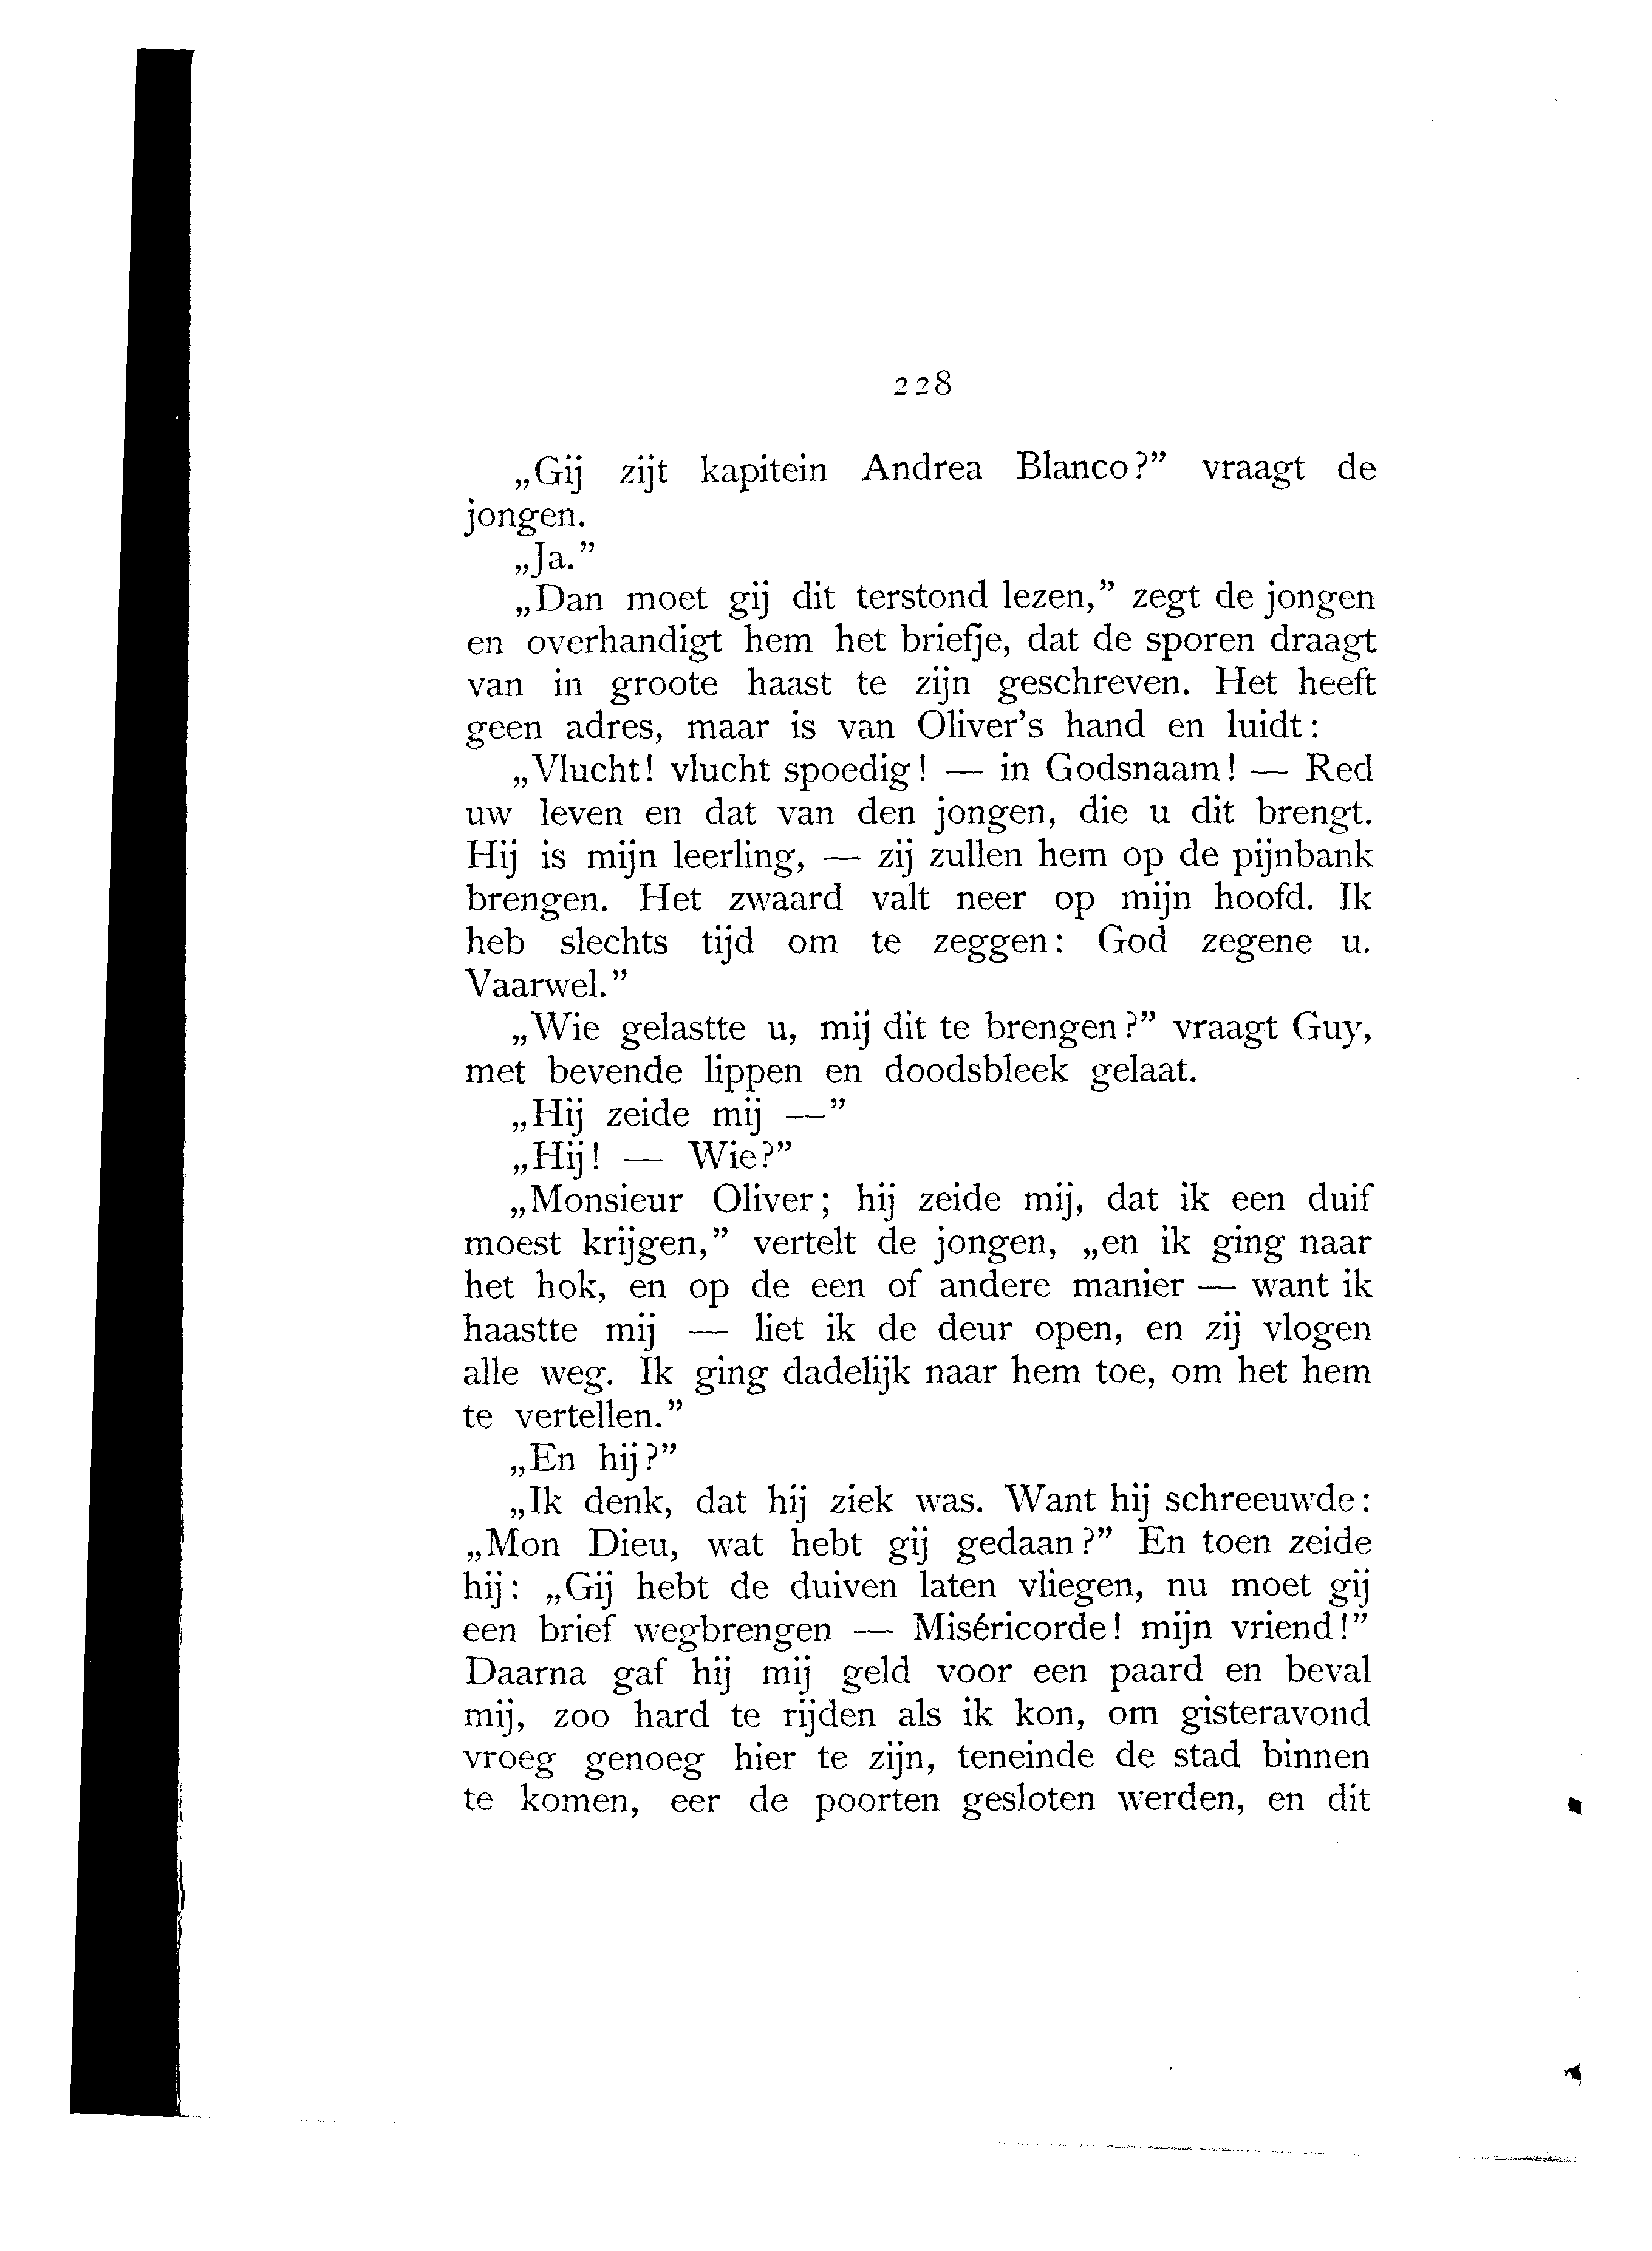 228
„Gij zijt kapitein Andrea Blanco?” vraagt de
jongen.
„Ja.”
„Dan moet gij dit terstond lezen,” zegt de jongen
en overhandigt hem het briefje, dat de sporen draagt
van in groote haast te zijn geschreven. Het heeft
geen adres, maar is van Oliver’s hand en luidt:
„Vlucht! vlucht spoedig! — in Godsnaam! — Red
uw leven en dat van den jongen, die u dit brengt.
Hij is mijn leerling, — zij zullen hem op de pijnbank
brengen. Het zwaard valt neer op mijn hoofd. Ik
heb slechts tijd om te zeggen: God zegene u.
Vaarwel.”
„Wie gelastte u, mij dit te brengen?” vraagt Guy,
met bevende lippen en doodsbleek gelaat.
„Hij zeide mij —”
„Hij! — Wie?”
„Monsieur Oliver; hij zeide mij, dat ik een duif
moest krijgen,” vertelt de jongen, „en ik ging naar
het hok, en op de een of andere manier — want ik
haastte mij — liet ik de deur open, en zij vlogen
alle weg. Ik ging dadelijk naar hem toe, om het hem
te vertellen.”
„En hij?”
„Ik denk, dat hij ziek was. Want hij schreeuwde:
„Mon Dieu, wat hebt gij gedaan?” En toen zeide
hij: „Gij hebt de duiven laten vliegen, nu moet gij
een brief wegbrengen — Miséricorde! mijn vriend!”
Daarna gaf hij mij geld voor een paard en beval
mij, zoo hard te rijden als ik kon, om gisteravond
vroeg genoeg hier te zijn, teneinde de stad binnen
te komen, eer de poorten gesloten werden, en dit